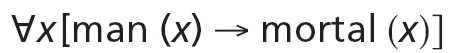 ∀x[man (x) → mortal (x)]